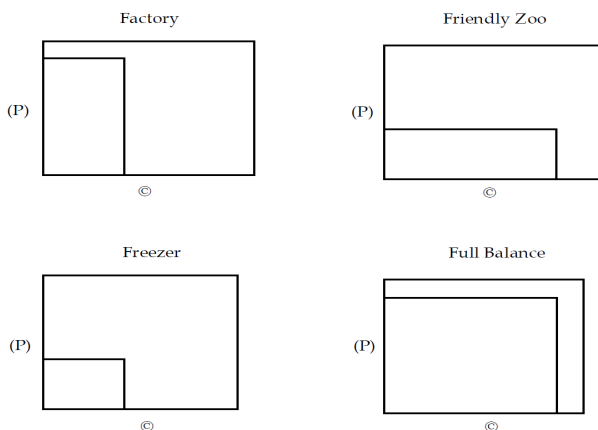 Factory
Friendly Zoo
(P)
(P)
©
©
Freezer
Full Balance
(P)
(P)
©
©